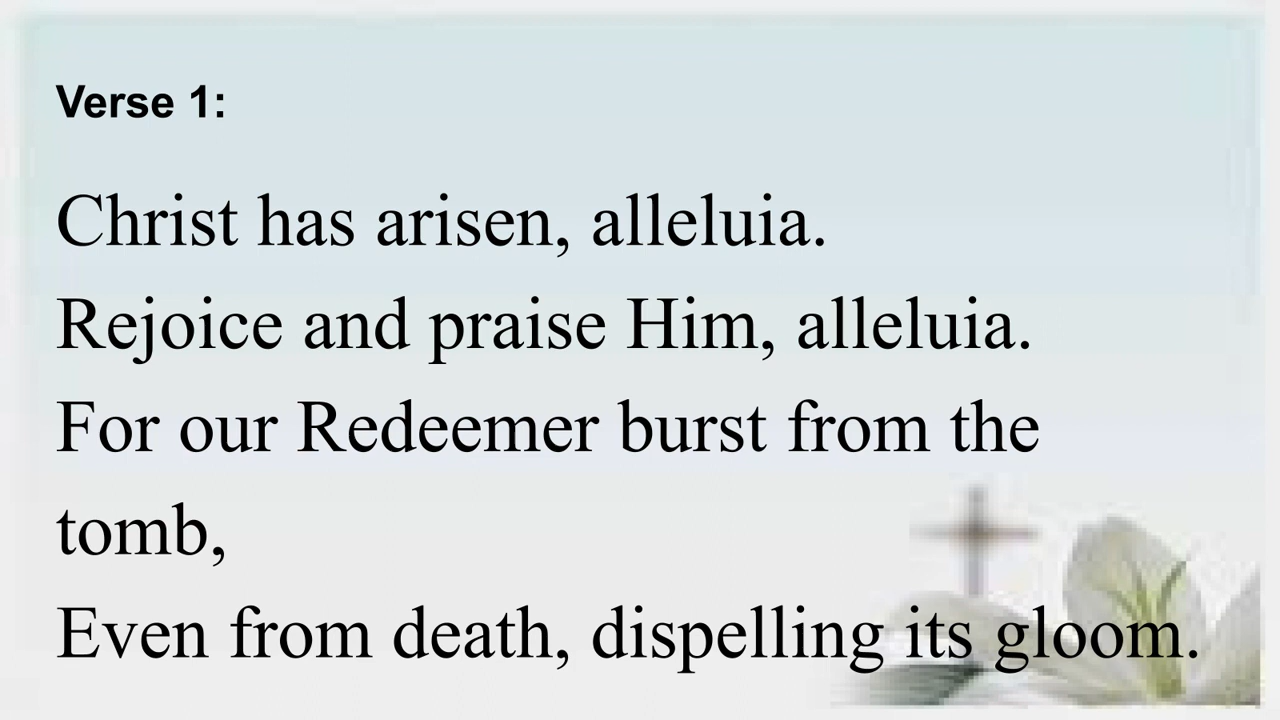 Verse 1:
Christ has arisen, alleluia.
Rejoice and praise Him, alleluia.
For our Redeemer burst from the
tomb,
Even from death, dispelling its gloom.